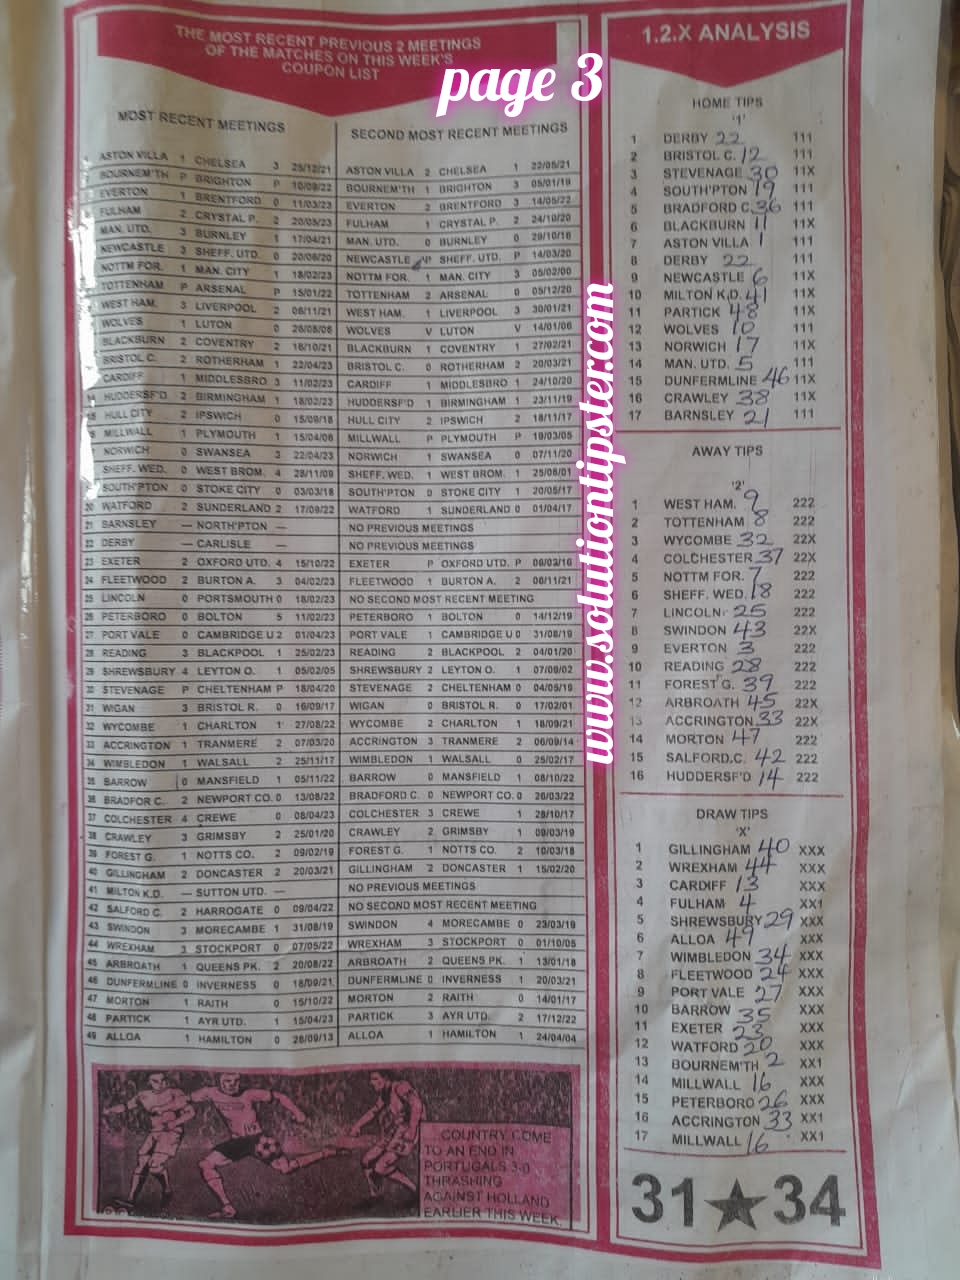 THE MOST RECENT PREVIOUS 2 MEETINGS
OF THE MATCHES ON THIS WEEK'S
COUPON LIST
page 3
MOST RECENT MEETINGS
SECOND MOST RECENT MEETINGS
ASTON VILLA 1 CHELSEA 3 25/12/21 ASTON VILLA 2 CHELSEA 1 22/05/21
BOURNEM'TH P BRIGHTON P 10/09/22 BOURNEM'TH 1 BRIGHTON 3 05/01/19
EVERTON 1 BRENTFORD 0 11/03/23 EVERTON 2 BRENTFORD 3 14/05/22
FULHAM 2 CRYSTAL P. 2 20/05/23 FULHAM 1 CRYSTAL P. 2 24/10/20
MAN. UTD. 3 BURNLEY 1 17/04/21 MAN. UTD. 0 BURNLEY 0 29/10/16
NEWCASTLE 3 SHEFF. UTD. 0 20/06/20 NEWCASTLE SHEFF. UTD. P 14/03/20
NOTTM FOR. 1 MAN. CITY 1 18/02/23 NOTTM FOR. 1 MAN. CITY 3 05/02/00
TOTTENHAM P ARSENAL P 15/01/22 TOTTENHAM 2 ARSENAL 0 05/12/20
WEST HAM. 3 LIVERPOOL 2 06/11/21 WEST HAM. 1 LIVERPOOL 3 30/01/21
WOLVES 1 LUTON 0 26/08/06 WOLVES V LUTON V 14/01/06
BLACKBURN 2 COVENTRY 2 16/10/21 BLACKBURN 1 COVENTRY 1 27/02/21
BRISTOL C. 2 ROTHERHAM 1 22/04/23 BRISTOL C. 0 ROTHERHAM 2 20/03/21
CARDIFF 1 MIDDLESBRO 3 11/02/23 CARDIFF 1 MIDDLESBRO 1 24/10/20
14 HUDDERSF'D 2 BIRMINGHAM 1 18/02/23 HUDDERSF'D 1 BIRMINGHAM 1 23/11/19
15 HULL CITY 2 IPSWICH 0 15/09/18 HULL CITY 2 IPSWICH 2 18/11/17
MILLWALL 1 PLYMOUTH 1 15/04/06 MILLWALL P PLYMOUTH P 19/03/05
NORWICH 0 SWANSEA 3 22/04/23 NORWICH 1 SWANSEA 0 07/11/20
SHEFF. WED. 0 WEST BROM. 4 28/11/09 SHEFF. WED. 1 WEST BROM. 1 25/08/01
SOUTH'PTON 0 STOKE CITY 0 03/03/18 SOUTH'PTON 0 STOKE CITY 1 20/05/17
20 WATFORD 2 SUNDERLAND 2 17/09/22 WATFORD 1 SUNDERLAND 0 01/04/17
21 BARNSLEY — NORTH'PTON — NO PREVIOUS MEETINGS
22 DERBY — CARLISLE — NO PREVIOUS MEETINGS
23 EXETER 2 OXFORD UTD. 4 15/10/22 EXETER P OXFORD UTD. P 08/03/16
24 FLEETWOOD 2 BURTON A. 3 04/02/23 FLEETWOOD 1 BURTON A. 2 06/11/21
25 LINCOLN 0 PORTSMOUTH 0 18/02/23 NO SECOND MOST RECENT MEETING
26 PETERBORO 0 BOLTON 5 11/02/23 PETERBORO 1 BOLTON 0 14/12/19
27 PORT VALE 0 CAMBRIDGE U 2 01/04/23 PORT VALE 1 CAMBRIDGE U 0 31/08/19
28 READING 3 BLACKPOOL 1 25/02/23 READING 2 BLACKPOOL 2 04/01/20
29 SHREWSBURY 4 LEYTON O. 1 05/02/05 SHREWSBURY 2 LEYTON O. 1 07/09/02
30 STEVENAGE P CHELTENHAM P 18/04/20 STEVENAGE 2 CHELTENHAM 0 04/05/19
31 WIGAN 3 BRISTOL R. 0 16/09/17 WIGAN 0 BRISTOL R. 0 17/02/01
32 WYCOMBE 1 CHARLTON 1 27/08/22 WYCOMBE 2 CHARLTON 1 18/09/21
33 ACCRINGTON 1 TRANMERE 2 07/03/20 ACCRINGTON 3 TRANMERE 2 06/09/14
34 WIMBLEDON 1 WALSALL 2 25/11/17 WIMBLEDON 1 WALSALL 0 25/02/17
35 BARROW 0 MANSFIELD 1 05/11/22 BARROW 0 MANSFIELD 1 08/10/22
36 BRADFOR C. 2 NEWPORT CO. 0 13/08/22 BRADFORD C. 0 NEWPORT CO. 0 26/03/22
37 COLCHESTER 4 CREWE 0 08/04/23 COLCHESTER 3 CREWE 1 28/10/17
38 CRAWLEY 3 GRIMSBY 2 25/01/20 CRAWLEY 2 GRIMSBY 1 09/03/19
39 FOREST G. 1 NOTTS CO. 2 09/02/19 FOREST G. 1 NOTTS CO. 2 10/03/18
40 GILLINGHAM 2 DONCASTER 2 20/03/21 GILLINGHAM 2 DONCASTER 1 15/02/20
41 MILTON K.D. — SUTTON UTD. — NO PREVIOUS MEETINGS
42 SALFORD C. 2 HARROGATE 0 09/04/22 NO SECOND MOST RECENT MEETING
43 SWINDON 3 MORECAMBE 1 31/08/19 SWINDON 4 MORECAMBE 0 23/03/19
44 WREXHAM 3 STOCKPORT 0 07/05/22 WREXHAM 3 STOCKPORT 0 01/10/05
45 ARBROATH 1 QUEENS PK. 2 20/08/22 ARBROATH 2 QUEENS PK. 1 13/01/18
46 DUNFERMLINE 0 INVERNESS 0 18/09/21 DUNFERMLINE 0 INVERNESS 1 20/03/21
47 MORTON 1 RAITH 0 15/10/22 MORTON 2 RAITH 0 14/01/17
48 PARTICK 1 AYR UTD. 1 15/04/23 PARTICK 3 AYR UTD. 2 17/12/22
49 ALLOA 1 HAMILTON 0 28/09/13 ALLOA 1 HAMILTON 1 24/04/04
COUNTRY COME
TO AN END IN
PORTUGALS 3-0
THRASHING
AGAINST HOLLAND
EARLIER THIS WEEK.
www.solutiontipster.com
1.2.X ANALYSIS
HOME TIPS
'1'
1 DERBY 22 111
2 BRISTOL C. 12 111
3 STEVENAGE 30 11X
4 SOUTH'PTON 19 111
5 BRADFORD C. 36 111
6 BLACKBURN 11 11X
7 ASTON VILLA 1 111
8 DERBY 22 111
9 NEWCASTLE 6 11X
10 MILTON K.D. 41 11X
11 PARTICK 48 11X
12 WOLVES 10 111
13 NORWICH 17 11X
14 MAN. UTD. 5 111
15 DUNFERMLINE 46 11X
16 CRAWLEY 38 11X
17 BARNSLEY 21 111
AWAY TIPS
'2'
1 WEST HAM. 9 222
2 TOTTENHAM 8 222
3 WYCOMBE 32 22X
4 COLCHESTER 37 22X
5 NOTTM FOR. 7 222
6 SHEFF. WED. 18 222
7 LINCOLN 25 222
8 SWINDON 43 22X
9 EVERTON 3 222
10 READING 28 222
11 FOREST G. 39 222
12 ARBROATH 45 22X
13 ACCRINGTON 33 22X
14 MORTON 47 222
15 SALFORD.C. 42 222
16 HUDDERSF'D 14 222
DRAW TIPS
'X'
1 GILLINGHAM 40 XXX
2 WREXHAM 44 XXX
3 CARDIFF 13 XXX
4 FULHAM 4 XX1
5 SHREWSBURY 29 XXX
6 ALLOA 49 XXX
7 WIMBLEDON 34 XXX
8 FLEETWOOD 24 XXX
9 PORT VALE 27 XXX
10 BARROW 35 XXX
11 EXETER 23 XXX
12 WATFORD 20 XXX
13 BOURNEM'TH 2 XX1
14 MILLWALL 16 XXX
15 PETERBORO 26 XXX
16 ACCRINGTON 33 XX1
17 MILLWALL 16 XX1
31 ★ 34